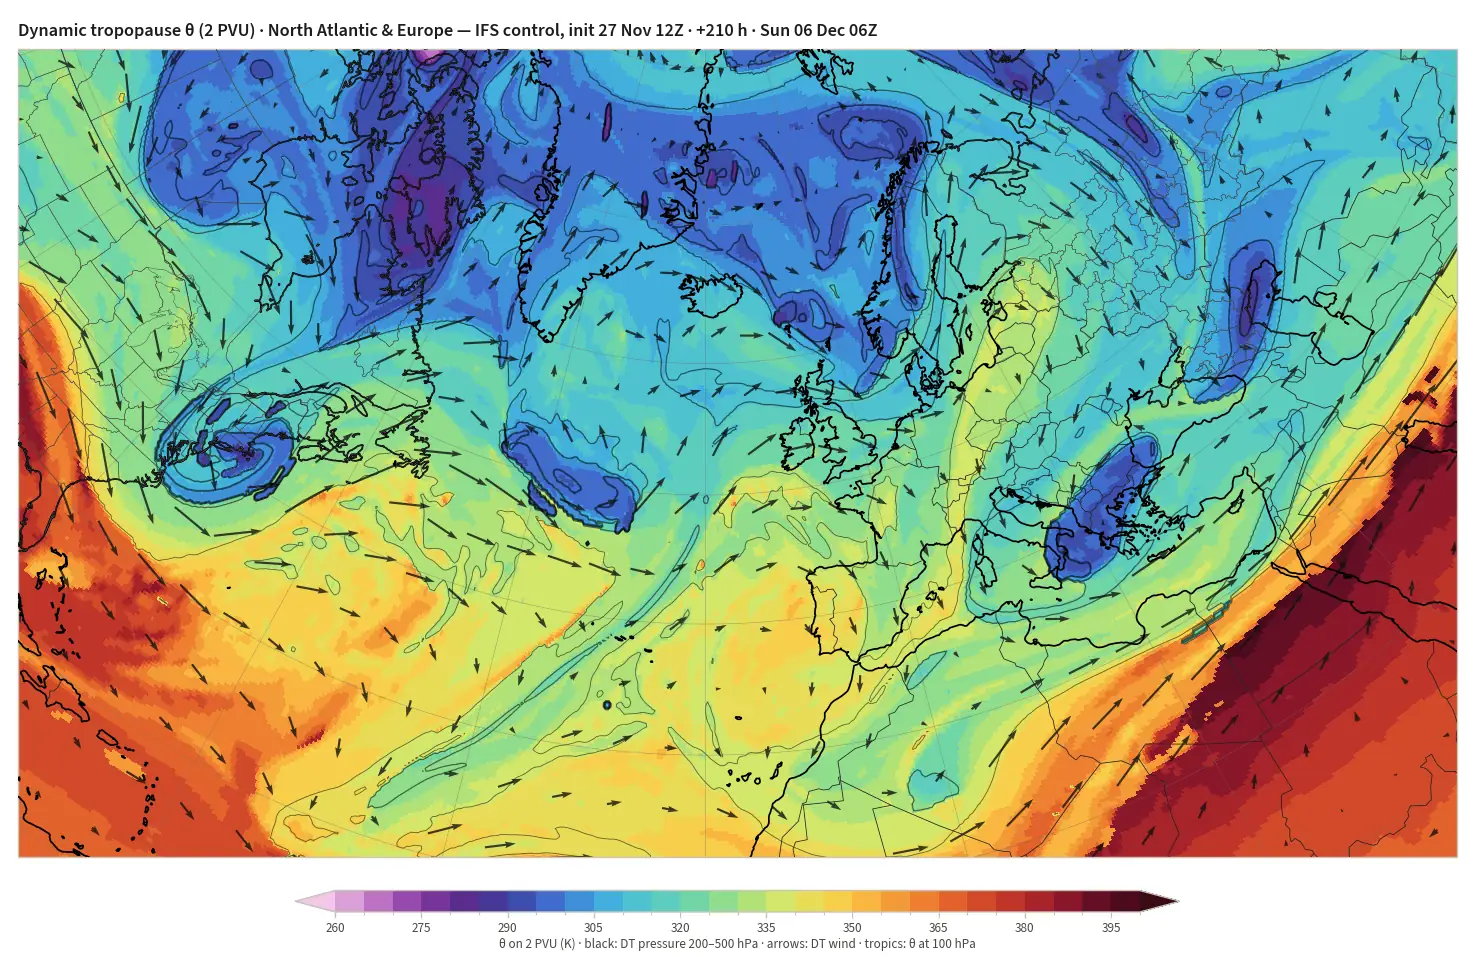 Dynamic tropopause θ (2 PVU) · North Atlantic & Europe — IFS control, init 27 Nov 12Z · +210 h · Sun 06 Dec 06Z
260 275 290 305 320 335 350 365 380 395
θ on 2 PVU (K) · black: DT pressure 200–500 hPa · arrows: DT wind · tropics: θ at 100 hPa